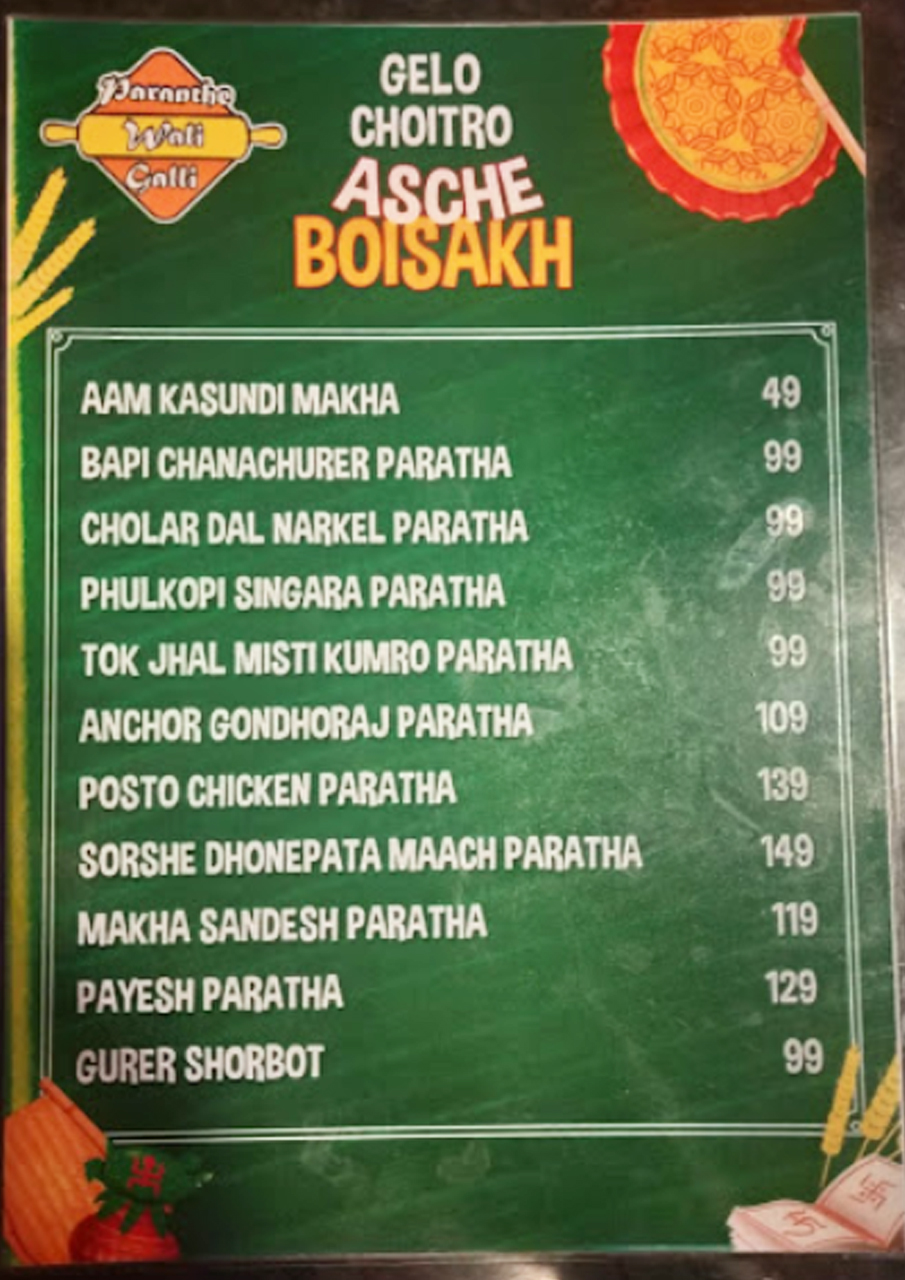 Paranthe
Wali
Galli
GELO
CHOITRO
ASCHE
BOISAKH
AAM KASUNDI MAKHA 49
BAPI CHANACHURER PARATHA 99
CHOLAR DAL NARKEL PARATHA 99
PHULKOPI SINGARA PARATHA 99
TOK JHAL MISTI KUMRO PARATHA 99
ANCHOR GONDHORAJ PARATHA 109
POSTO CHICKEN PARATHA 139
SORSHE DHONEPATA MAACH PARATHA 149
MAKHA SANDESH PARATHA 119
PAYESH PARATHA 129
GURER SHORBOT 99